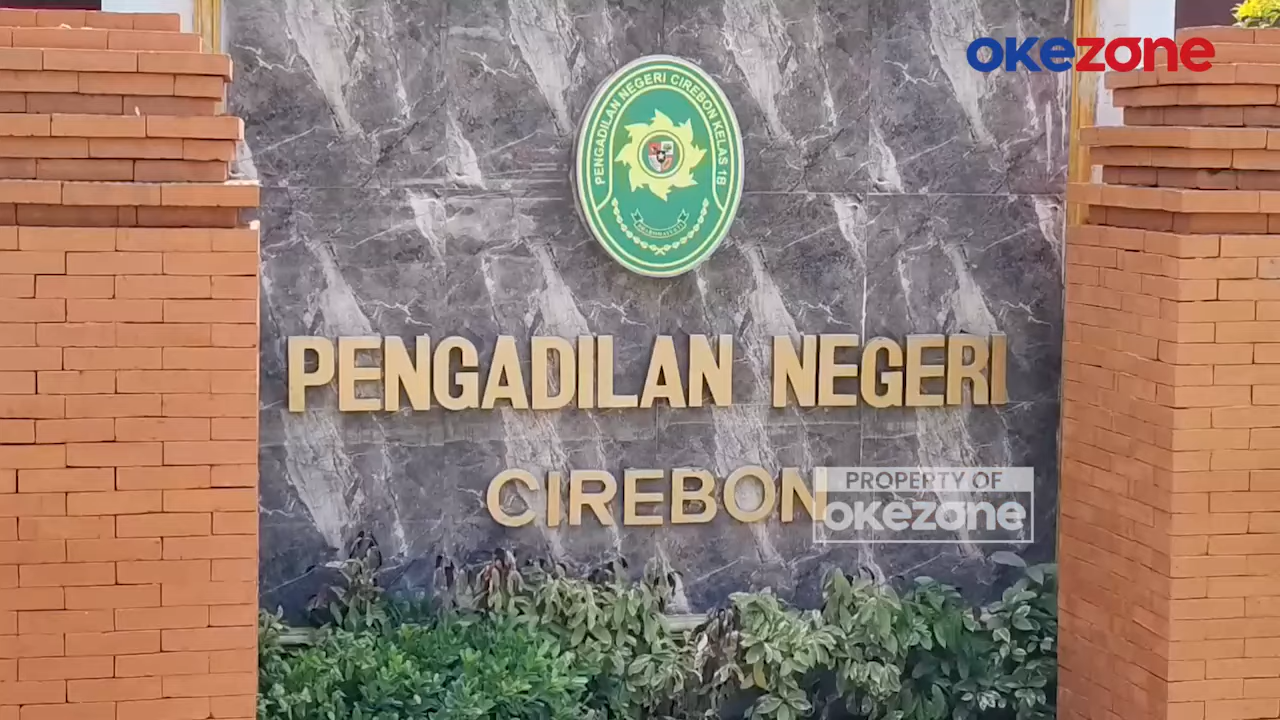 okezone
PENGADILAN NEGERI CIREBON KELAS 1B
PENGADILAN NEGERI
CIREBON
PROPERTY OF
okezone